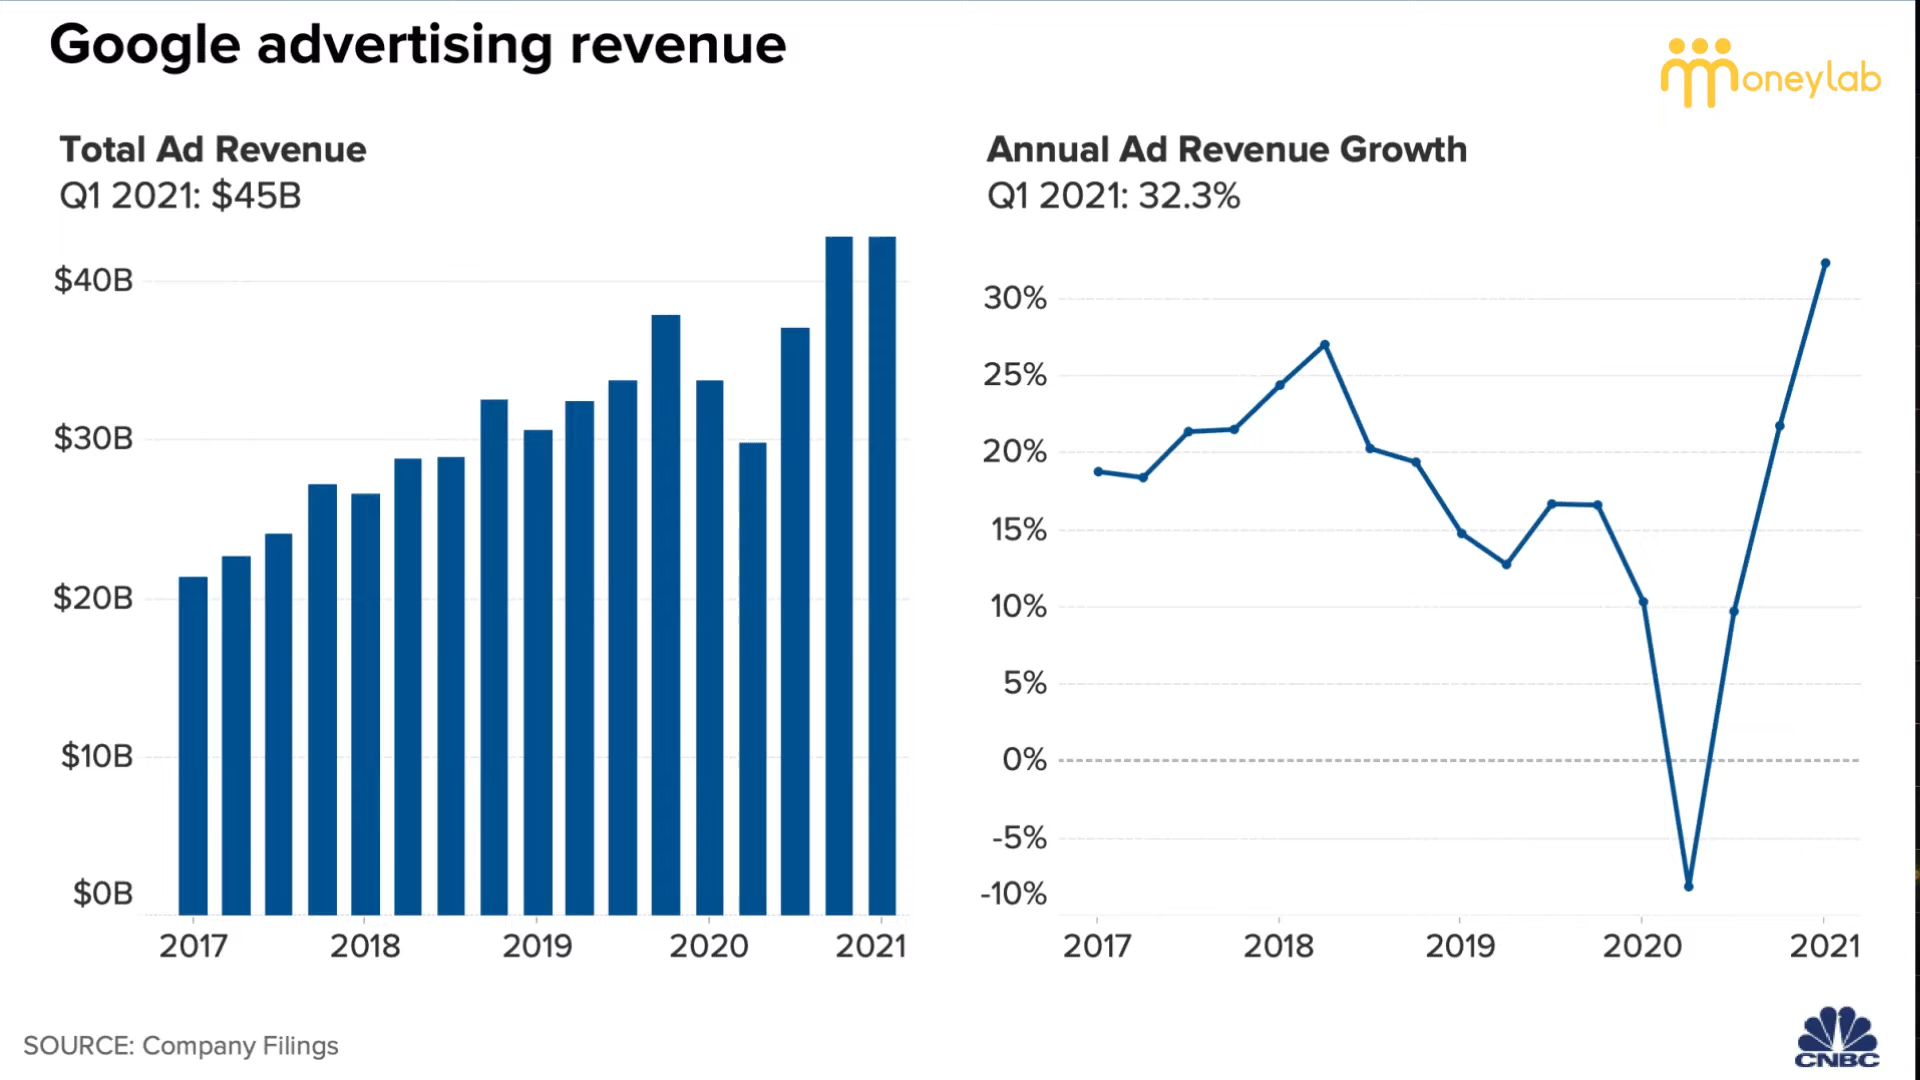 Google advertising revenue
moneylab
Total Ad Revenue
Q1 2021: $45B
$40B
$30B
$20B
$10B
$0B
2017 2018 2019 2020 2021
Annual Ad Revenue Growth
Q1 2021: 32.3%
30%
25%
20%
15%
10%
5%
0%
-5%
-10%
2017 2018 2019 2020 2021
SOURCE: Company Filings
CNBC